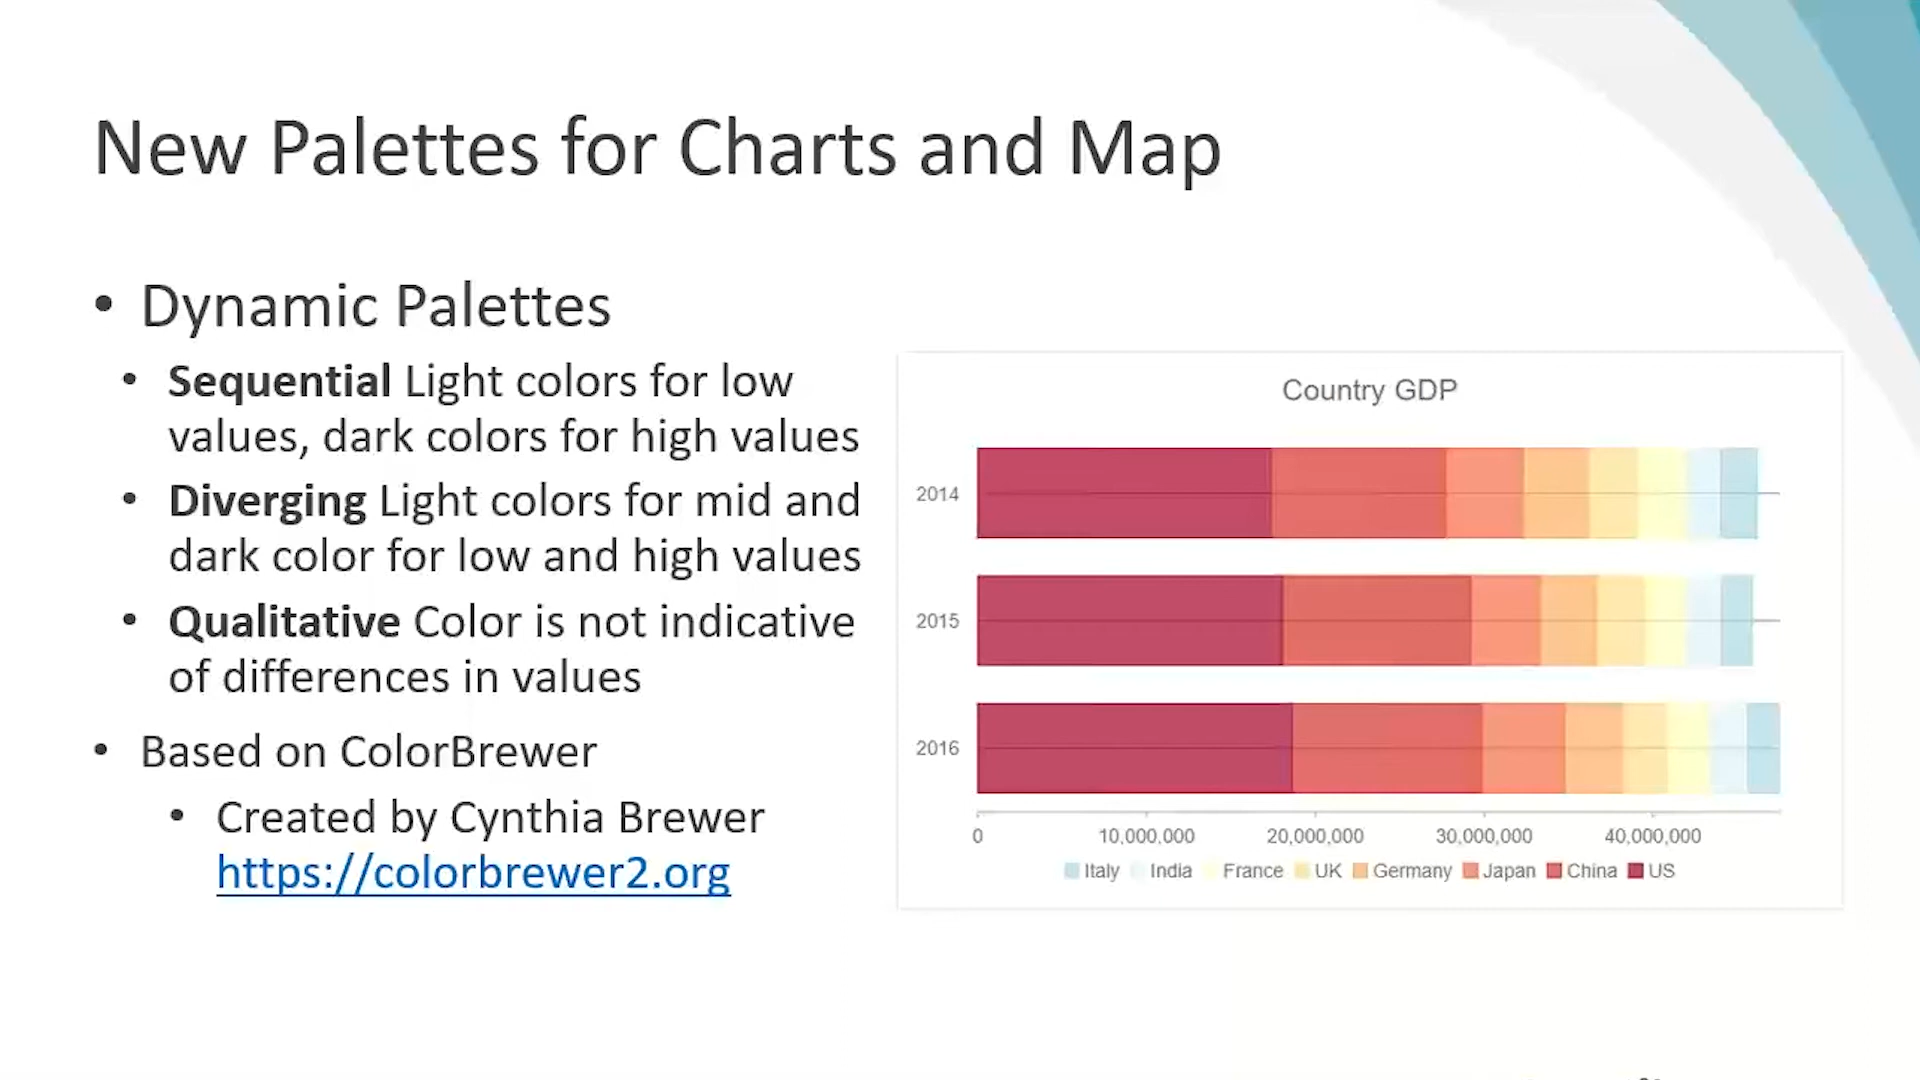 New Palettes for Charts and Map
• Dynamic Palettes
• Sequential Light colors for low
values, dark colors for high values
• Diverging Light colors for mid and
dark color for low and high values
• Qualitative Color is not indicative
of differences in values
• Based on ColorBrewer
• Created by Cynthia Brewer
https://colorbrewer2.org
Country GDP
2014
2015
2016
0 10,000,000 20,000,000 30,000,000 40,000,000
Italy India France UK Germany Japan China US